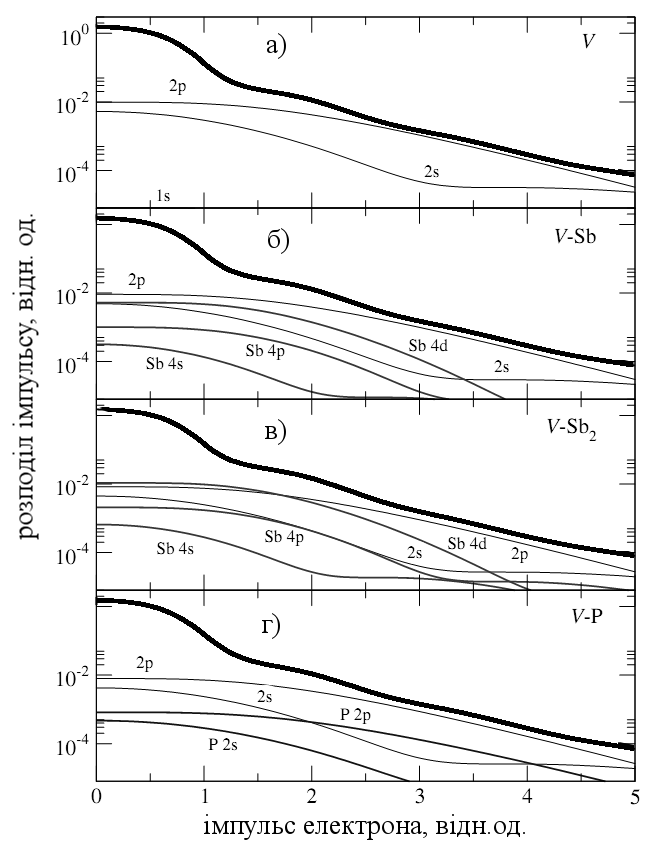 розподіл імпульсу, відн. од.
10⁰
10⁻²
10⁻⁴
а)
V
2p
2s
1s
10⁻²
10⁻⁴
б)
V-Sb
2p
Sb 4d
Sb 4p
Sb 4s
2s
10⁻²
10⁻⁴
в)
V-Sb₂
Sb 4s
Sb 4p
2s
Sb 4d
2p
10⁻²
10⁻⁴
г)
V-P
2p
2s
P 2p
P 2s
0 1 2 3 4 5
імпульс електрона, відн.од.